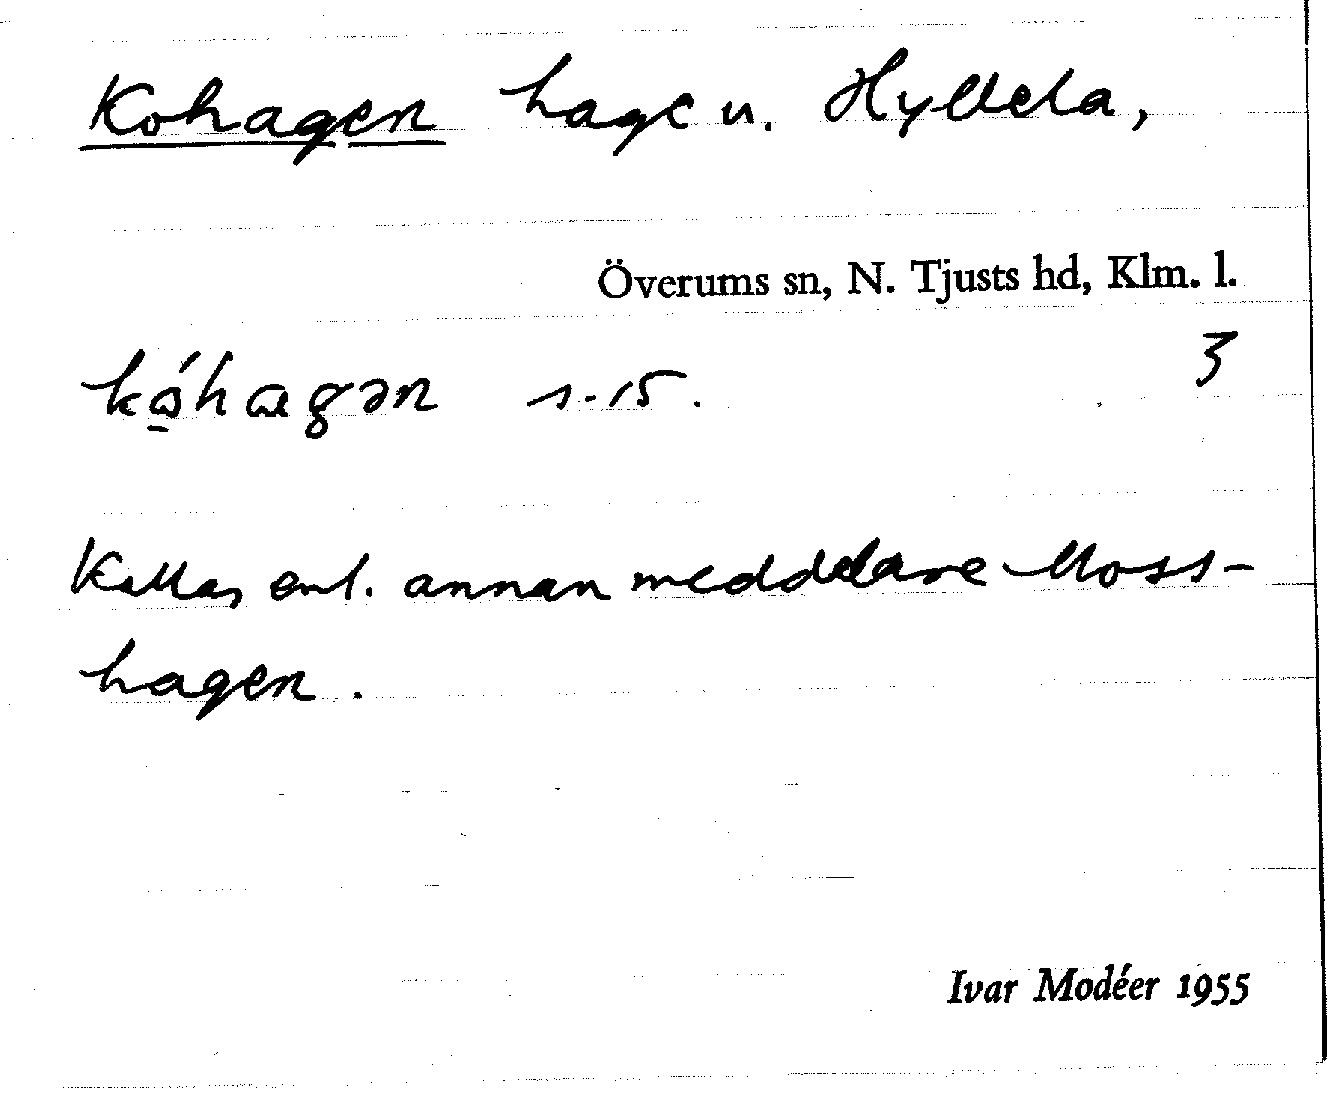 Kohagen hage u. Hyllela,
Överums sn, N. Tjusts hd, Klm. l.
3
s-15.
Kallas enl. annan meddelare Moss-
hagen.
Ivar Modéer 1955